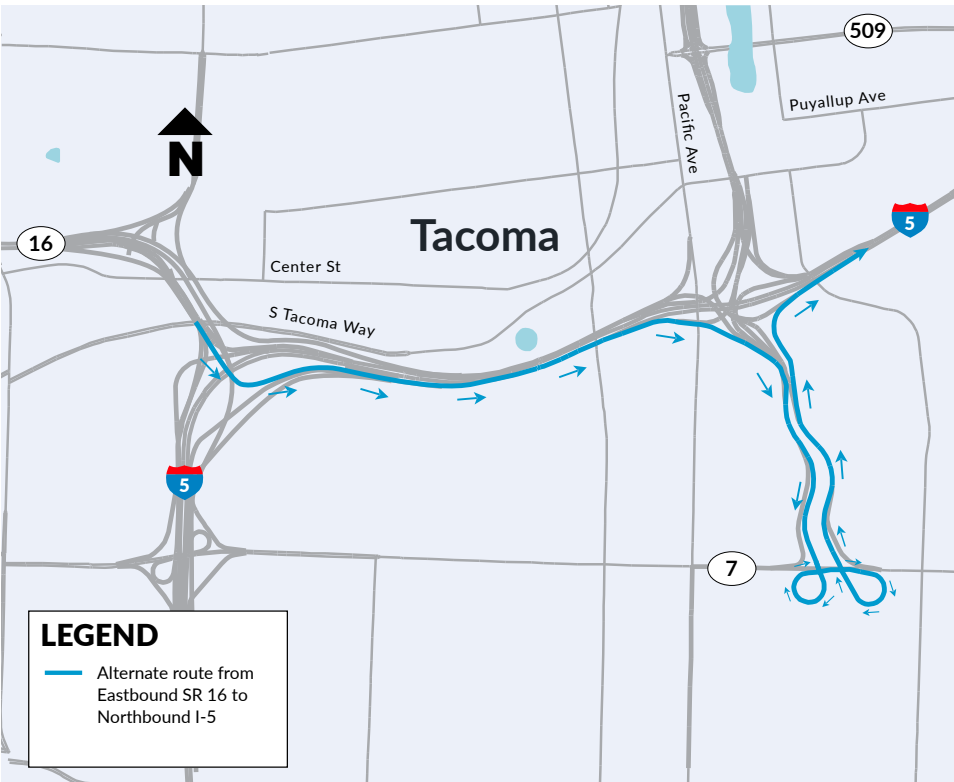 509
Puyallup Ave
Pacific Ave
N
16
Tacoma
5
Center St
S Tacoma Way
5
7
LEGEND
Alternate route from
Eastbound SR 16 to
Northbound I-5